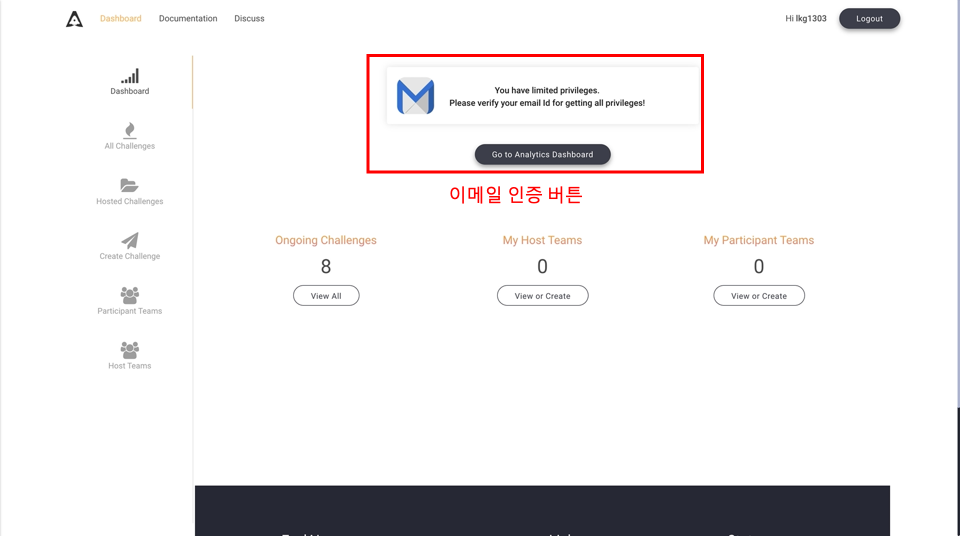 Dashboard Documentation Discuss Hi lkg1303 Logout
Dashboard
All Challenges
Hosted Challenges
Create Challenge
Participant Teams
Host Teams
You have limited privileges.
Please verify your email Id for getting all privileges!
Go to Analytics Dashboard
이메일 인증 버튼
Ongoing Challenges
8
View All
My Host Teams
0
View or Create
My Participant Teams
0
View or Create